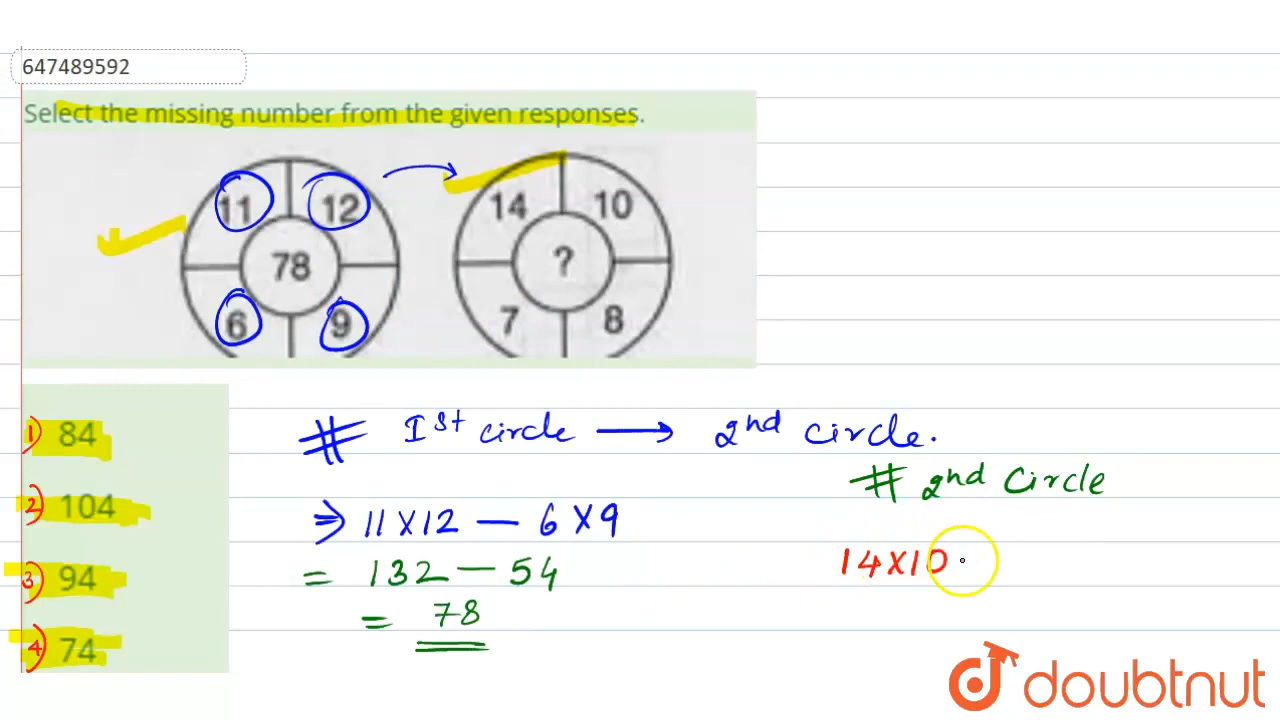 647489592
Select the missing number from the given responses.
11 12 14 10
78 ?
6 9 7 8
1) 84
2) 104
3) 94
4) 74
# Ist circle → 2nd circle.
⇒ 11×12 — 6×9
= 132 — 54
= 78
# 2nd Circle
14×10
doubtnut